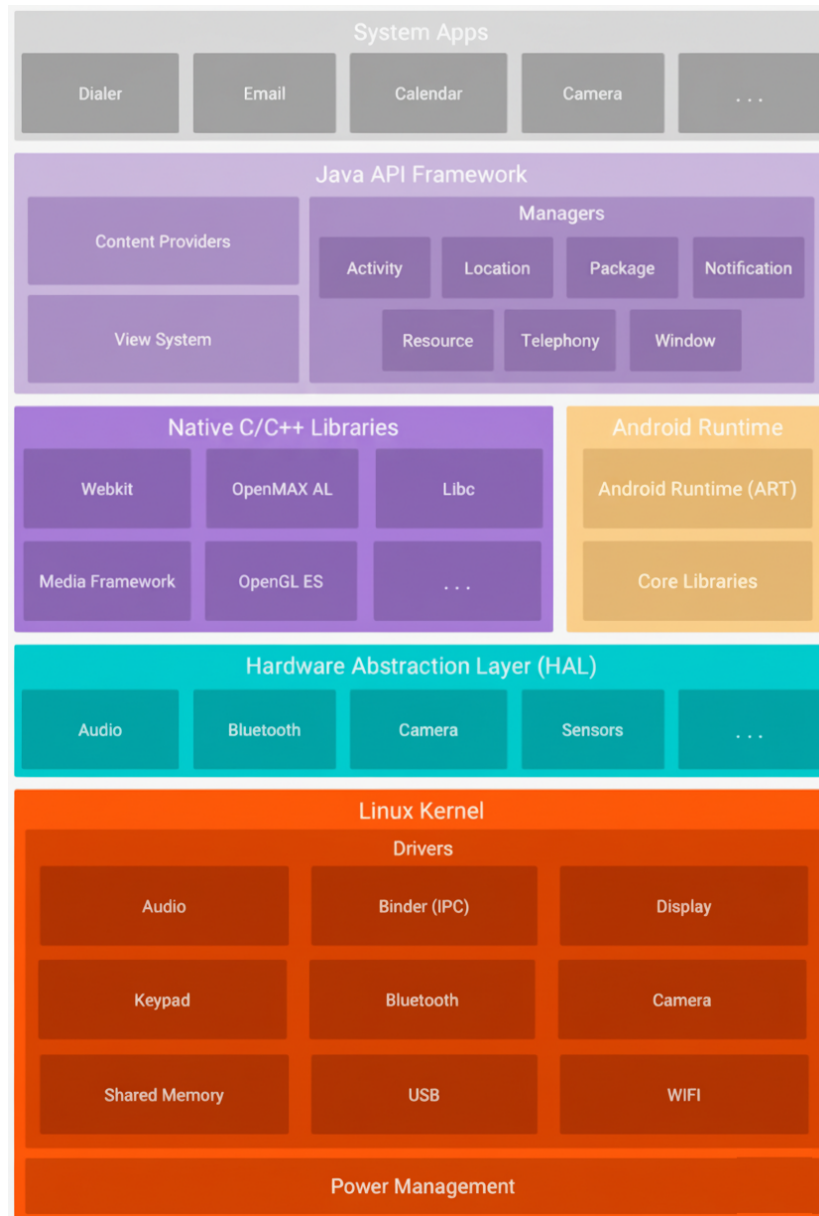 System Apps
Dialer
Email
Calendar
Camera
. . .
Java API Framework
Content Providers
View System
Managers
Activity
Location
Package
Notification
Resource
Telephony
Window
Native C/C++ Libraries
Webkit
OpenMAX AL
Libc
Media Framework
OpenGL ES
. . .
Android Runtime
Android Runtime (ART)
Core Libraries
Hardware Abstraction Layer (HAL)
Audio
Bluetooth
Camera
Sensors
. . .
Linux Kernel
Drivers
Audio
Binder (IPC)
Display
Keypad
Bluetooth
Camera
Shared Memory
USB
WIFI
Power Management